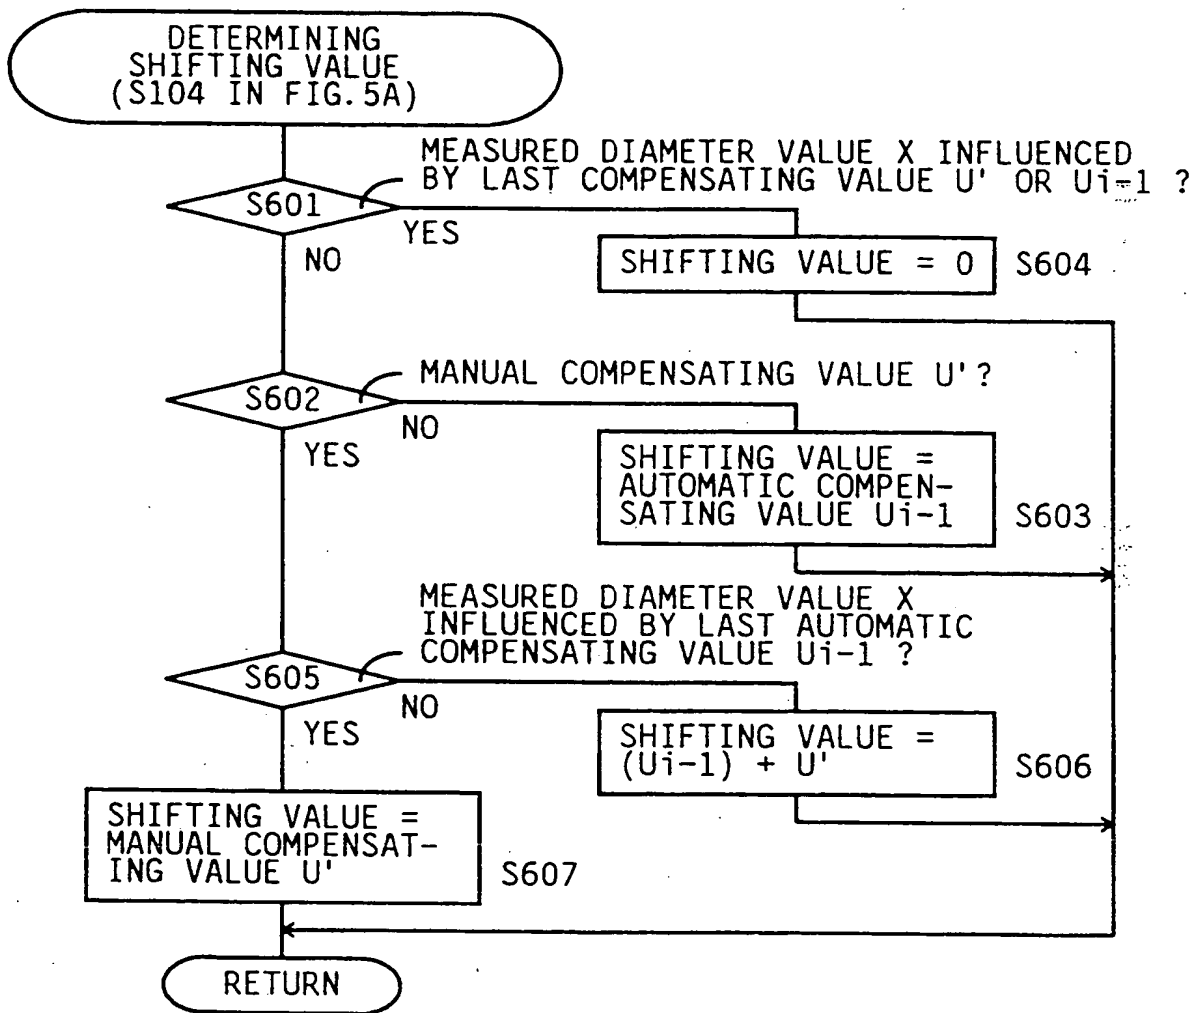 DETERMINING
SHIFTING VALUE
(S104 IN FIG.5A)
MEASURED DIAMETER VALUE X INFLUENCED
BY LAST COMPENSATING VALUE U' OR Ui-1 ?
S601
YES
NO
SHIFTING VALUE = 0
S604
MANUAL COMPENSATING VALUE U'?
S602
NO
YES
SHIFTING VALUE =
AUTOMATIC COMPEN-
SATING VALUE Ui-1
S603
MEASURED DIAMETER VALUE X
INFLUENCED BY LAST AUTOMATIC
COMPENSATING VALUE Ui-1 ?
S605
NO
YES
SHIFTING VALUE =
(Ui-1) + U'
S606
SHIFTING VALUE =
MANUAL COMPENSAT-
ING VALUE U'
S607
RETURN